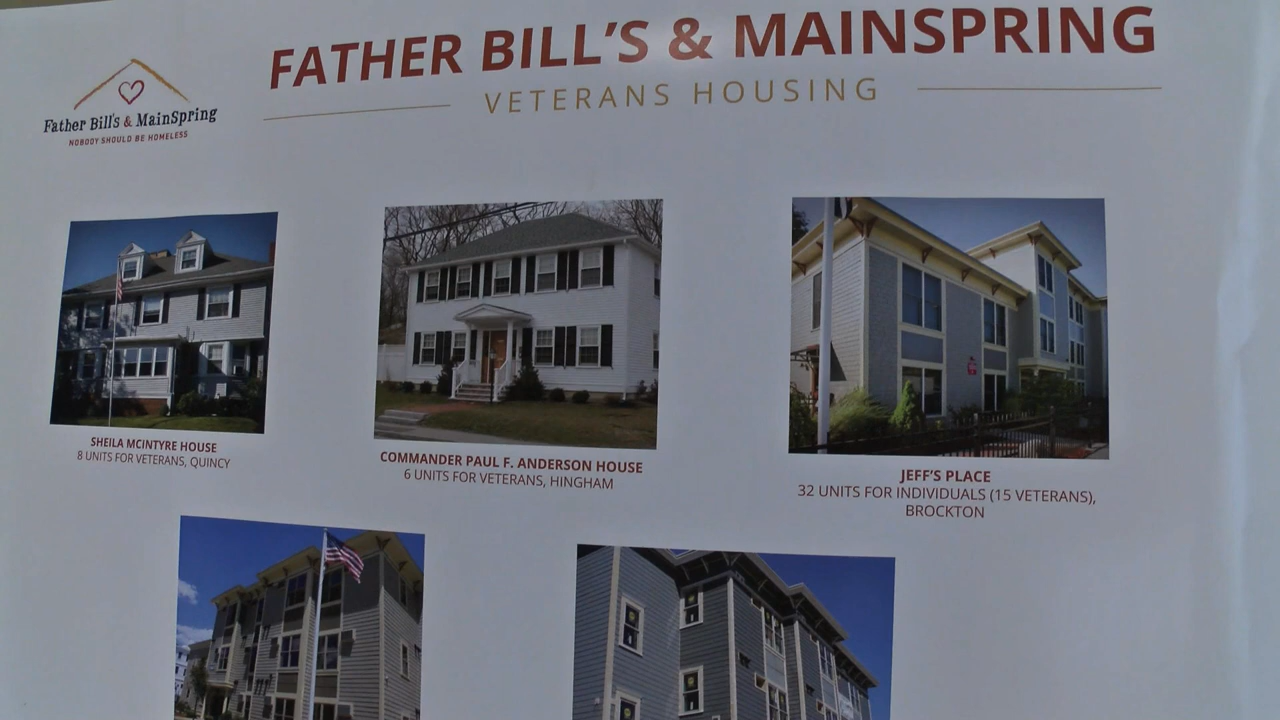 FATHER BILL'S & MAINSPRING
VETERANS HOUSING
Father Bill's & MainSpring
NOBODY SHOULD BE HOMELESS
SHEILA MCINTYRE HOUSE
8 UNITS FOR VETERANS, QUINCY
COMMANDER PAUL F. ANDERSON HOUSE
6 UNITS FOR VETERANS, HINGHAM
JEFF'S PLACE
32 UNITS FOR INDIVIDUALS (15 VETERANS),
BROCKTON